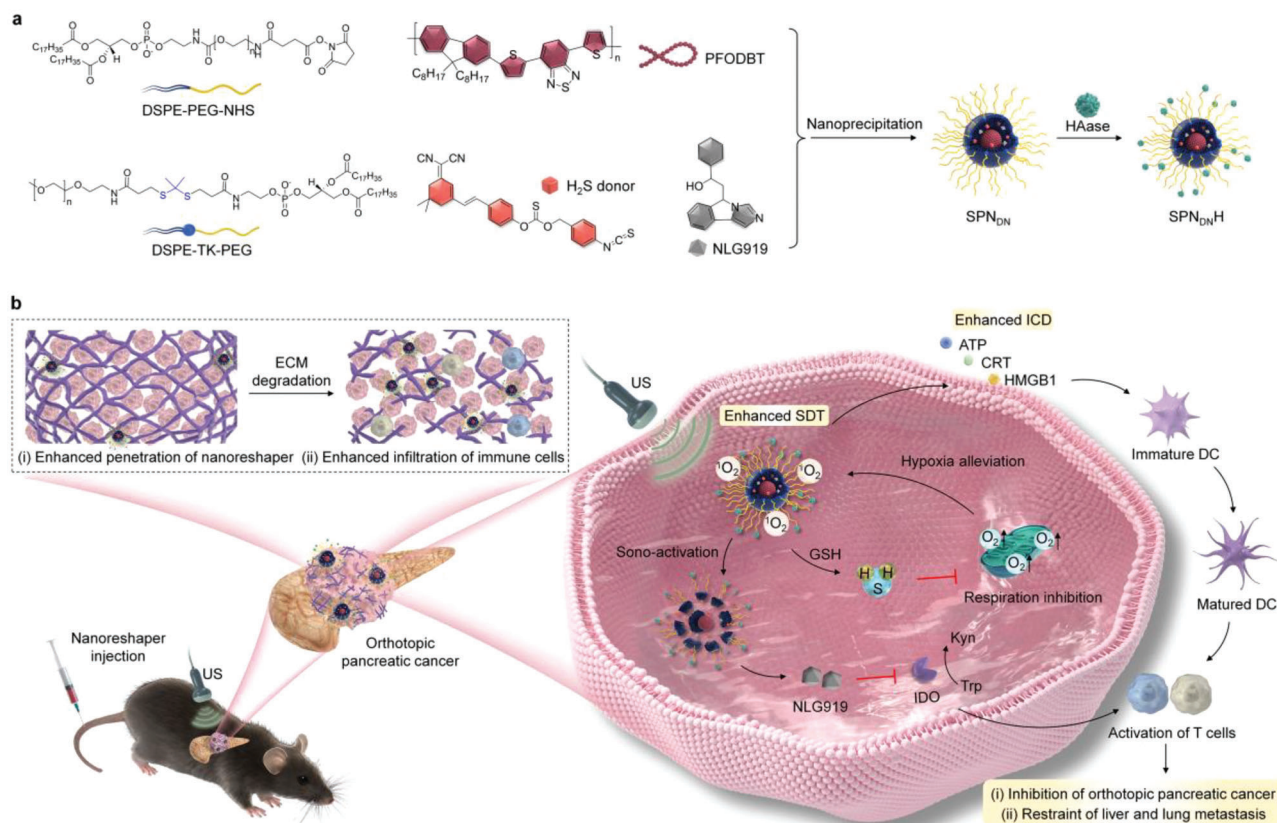 a
C₁₇H₃₅
C₁₇H₃₅
DSPE-PEG-NHS
C₈H₁₇
C₈H₁₇
PFODBT
DSPE-TK-PEG
C₁₇H₃₅
C₁₇H₃₅
CN
CN
H₂S donor
NLG919
Nanoprecipitation
SPN_DN
HAase
SPN_DNH
b
ECM
degradation
(i) Enhanced penetration of nanoreshaper
(ii) Enhanced infiltration of immune cells
Nanoreshaper
injection
US
Orthotopic
pancreatic cancer
US
Enhanced SDT
¹O₂
¹O₂
¹O₂
Sono-activation
GSH
H H
S
Hypoxia alleviation
O₂
O₂
O₂
Respiration inhibition
NLG919
IDO
Kyn
Trp
Enhanced ICD
ATP
CRT
HMGB1
Immature DC
Matured DC
Activation of T cells
(i) Inhibition of orthotopic pancreatic cancer
(ii) Restraint of liver and lung metastasis